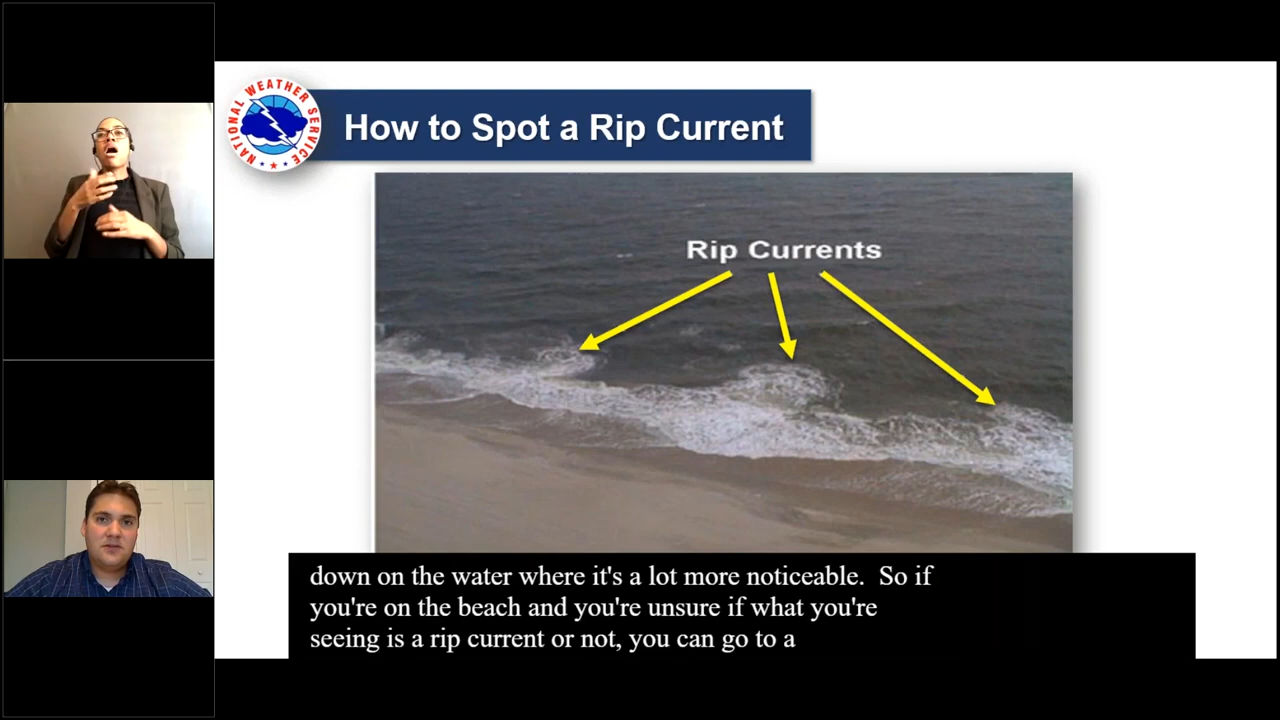 NATIONAL WEATHER SERVICE
How to Spot a Rip Current
Rip Currents
down on the water where it's a lot more noticeable. So if
you're on the beach and you're unsure if what you're
seeing is a rip current or not, you can go to a